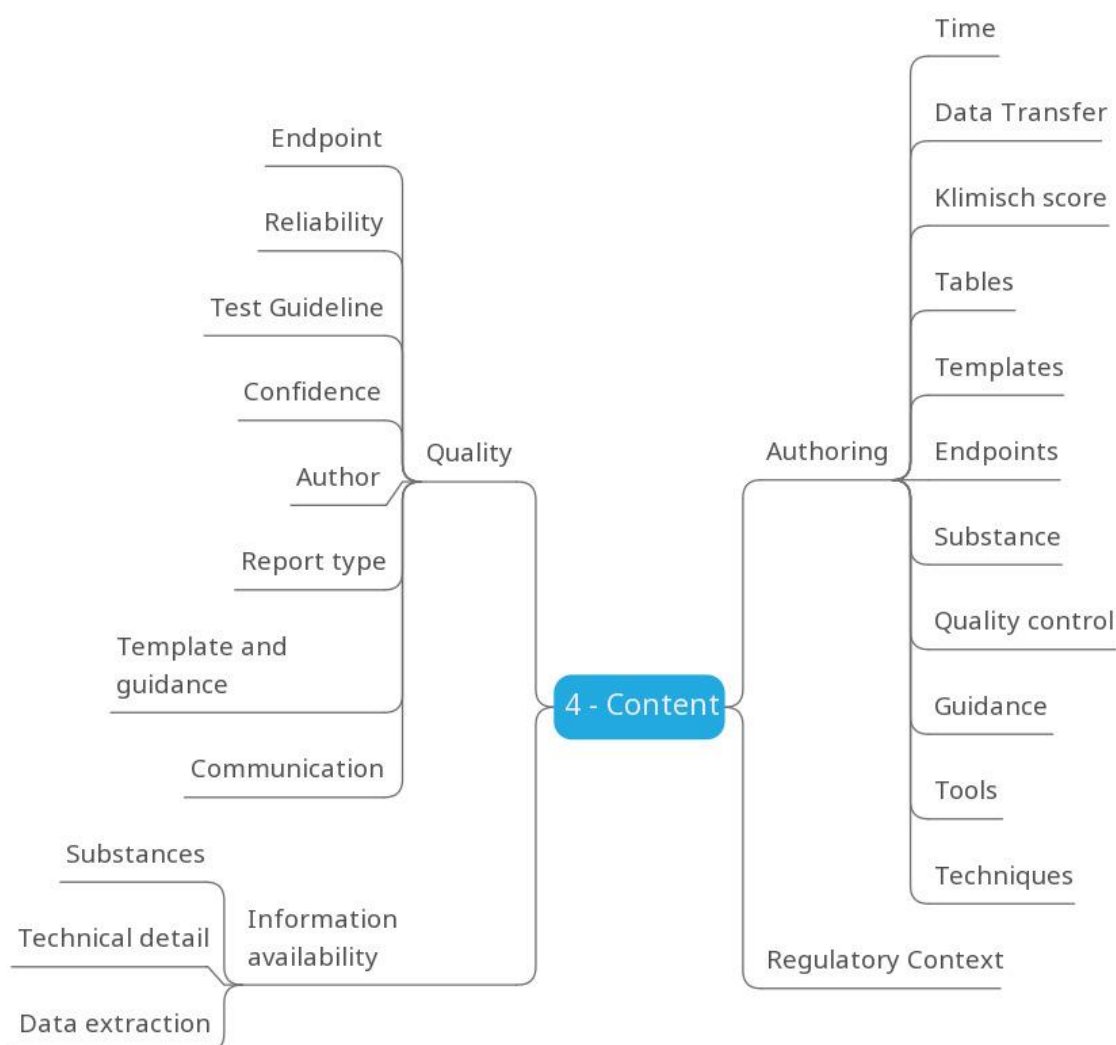 Time
Data Transfer
Klimisch score
Tables
Templates
Endpoints
Substance
Quality control
Guidance
Tools
Techniques
Authoring
Regulatory Context
4 - Content
Quality
Endpoint
Reliability
Test Guideline
Confidence
Author
Report type
Template and
guidance
Communication
Information
availability
Substances
Technical detail
Data extraction